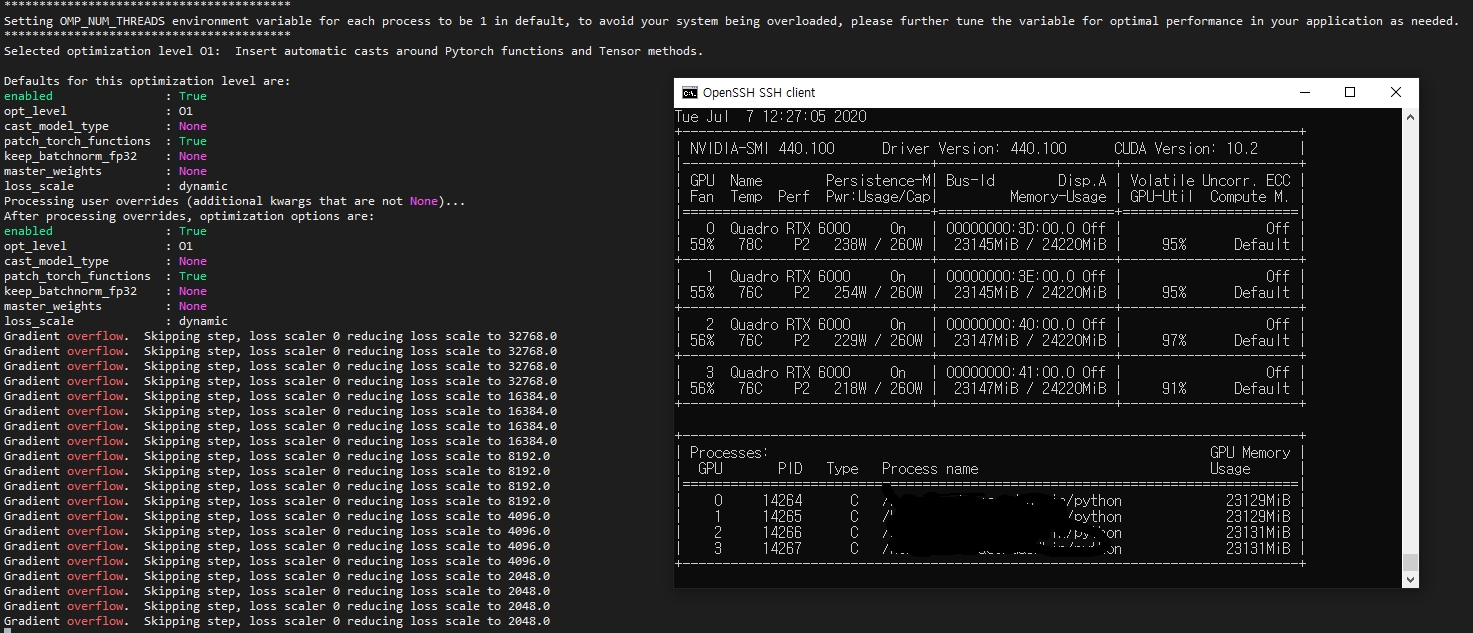 *****************************************
Setting OMP_NUM_THREADS environment variable for each process to be 1 in default, to avoid your system being overloaded, please further tune the variable for optimal performance in your application as needed.
*****************************************
Selected optimization level O1:  Insert automatic casts around Pytorch functions and Tensor methods.
Defaults for this optimization level are:
enabled                : True
opt_level              : O1
cast_model_type        : None
patch_torch_functions  : True
keep_batchnorm_fp32    : None
master_weights         : None
loss_scale             : dynamic
Processing user overrides (additional kwargs that are not None)...
After processing overrides, optimization options are:
enabled                : True
opt_level              : O1
cast_model_type        : None
patch_torch_functions  : True
keep_batchnorm_fp32    : None
master_weights         : None
loss_scale             : dynamic
Gradient overflow.  Skipping step, loss scaler 0 reducing loss scale to 32768.0
Gradient overflow.  Skipping step, loss scaler 0 reducing loss scale to 32768.0
Gradient overflow.  Skipping step, loss scaler 0 reducing loss scale to 32768.0
Gradient overflow.  Skipping step, loss scaler 0 reducing loss scale to 32768.0
Gradient overflow.  Skipping step, loss scaler 0 reducing loss scale to 16384.0
Gradient overflow.  Skipping step, loss scaler 0 reducing loss scale to 16384.0
Gradient overflow.  Skipping step, loss scaler 0 reducing loss scale to 16384.0
Gradient overflow.  Skipping step, loss scaler 0 reducing loss scale to 16384.0
Gradient overflow.  Skipping step, loss scaler 0 reducing loss scale to 8192.0
Gradient overflow.  Skipping step, loss scaler 0 reducing loss scale to 8192.0
Gradient overflow.  Skipping step, loss scaler 0 reducing loss scale to 8192.0
Gradient overflow.  Skipping step, loss scaler 0 reducing loss scale to 8192.0
Gradient overflow.  Skipping step, loss scaler 0 reducing loss scale to 4096.0
Gradient overflow.  Skipping step, loss scaler 0 reducing loss scale to 4096.0
Gradient overflow.  Skipping step, loss scaler 0 reducing loss scale to 4096.0
Gradient overflow.  Skipping step, loss scaler 0 reducing loss scale to 4096.0
Gradient overflow.  Skipping step, loss scaler 0 reducing loss scale to 2048.0
Gradient overflow.  Skipping step, loss scaler 0 reducing loss scale to 2048.0
Gradient overflow.  Skipping step, loss scaler 0 reducing loss scale to 2048.0
Gradient overflow.  Skipping step, loss scaler 0 reducing loss scale to 2048.0
OpenSSH SSH client
Tue Jul  7 12:27:05 2020
| NVIDIA-SMI 440.100      Driver Version: 440.100      CUDA Version: 10.2     |
| GPU  Name        Persistence-M| Bus-Id        Disp.A | Volatile Uncorr. ECC |
| Fan  Temp  Perf  Pwr:Usage/Cap|         Memory-Usage | GPU-Util  Compute M. |
|   0  Quadro RTX 6000     On   | 00000000:3D:00.0 Off |                  Off |
| 59%   78C    P2   238W / 260W |  23145MiB / 24220MiB |     95%      Default |
|   1  Quadro RTX 6000     On   | 00000000:3E:00.0 Off |                  Off |
| 55%   76C    P2   254W / 260W |  23145MiB / 24220MiB |     95%      Default |
|   2  Quadro RTX 6000     On   | 00000000:40:00.0 Off |                  Off |
| 56%   76C    P2   229W / 260W |  23147MiB / 24220MiB |     97%      Default |
|   3  Quadro RTX 6000     On   | 00000000:41:00.0 Off |                  Off |
| 56%   76C    P2   218W / 260W |  23147MiB / 24220MiB |     91%      Default |
| Processes:                                                       GPU Memory |
|  GPU       PID   Type   Process name                             Usage      |
|    0     14264      C   /python     23129MiB |
|    1     14265      C   /python     23129MiB |
|    2     14266      C     23131MiB |
|    3     14267      C     23131MiB |